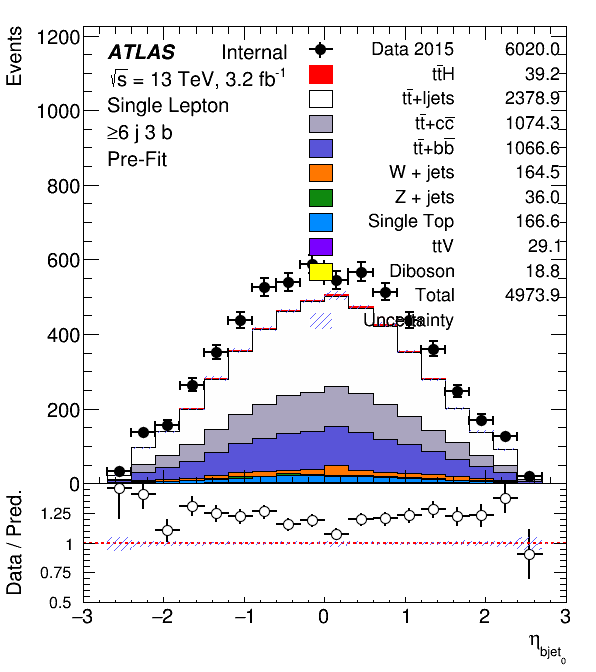 Events
1200
1000
800
600
400
200
0
ATLAS Internal
√s = 13 TeV, 3.2 fb-1
Single Lepton
≥6 j 3 b
Pre-Fit
Data 2015 6020.0
tt̄H 39.2
tt̄+ljets 2378.9
tt̄+cc̄ 1074.3
tt̄+bb̄ 1066.6
W + jets 164.5
Z + jets 36.0
Single Top 166.6
ttV 29.1
Diboson 18.8
Total 4973.9
Uncertainty
Data / Pred.
1.25
1
0.75
0.5
−3 −2 −1 0 1 2 3
ηbjet0